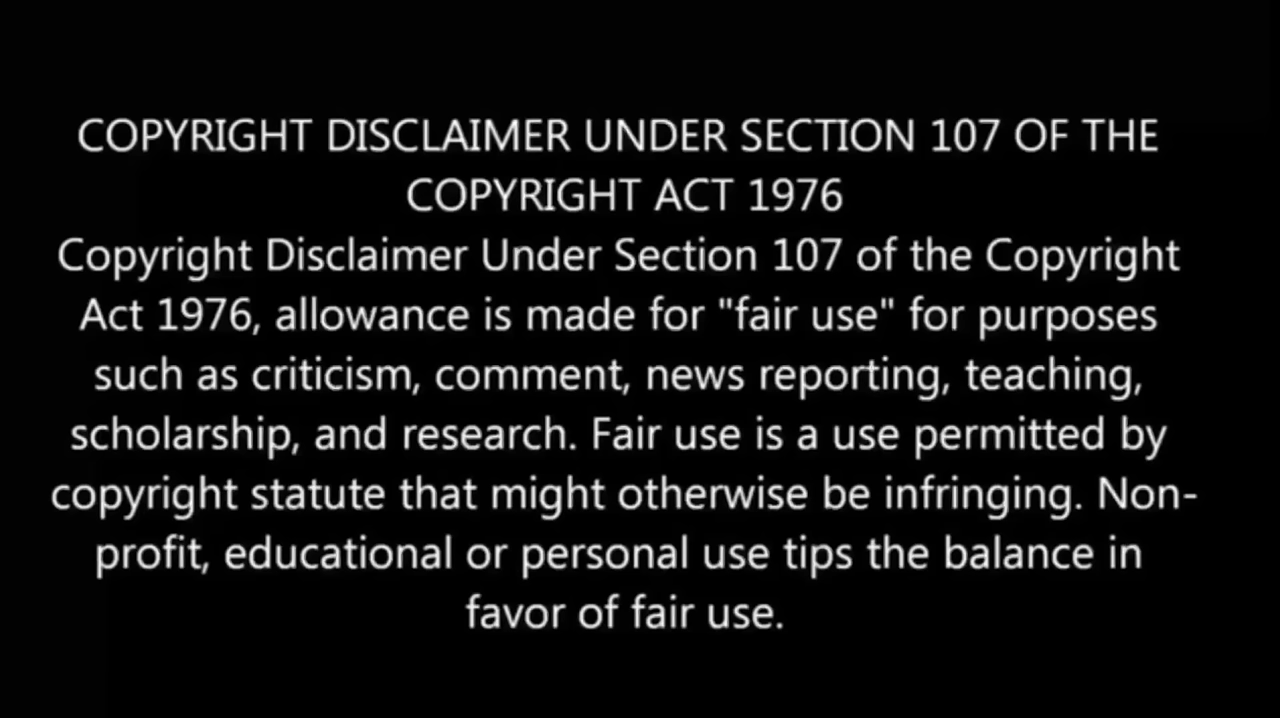 COPYRIGHT DISCLAIMER UNDER SECTION 107 OF THE
COPYRIGHT ACT 1976
Copyright Disclaimer Under Section 107 of the Copyright
Act 1976, allowance is made for "fair use" for purposes
such as criticism, comment, news reporting, teaching,
scholarship, and research. Fair use is a use permitted by
copyright statute that might otherwise be infringing. Non-
profit, educational or personal use tips the balance in
favor of fair use.